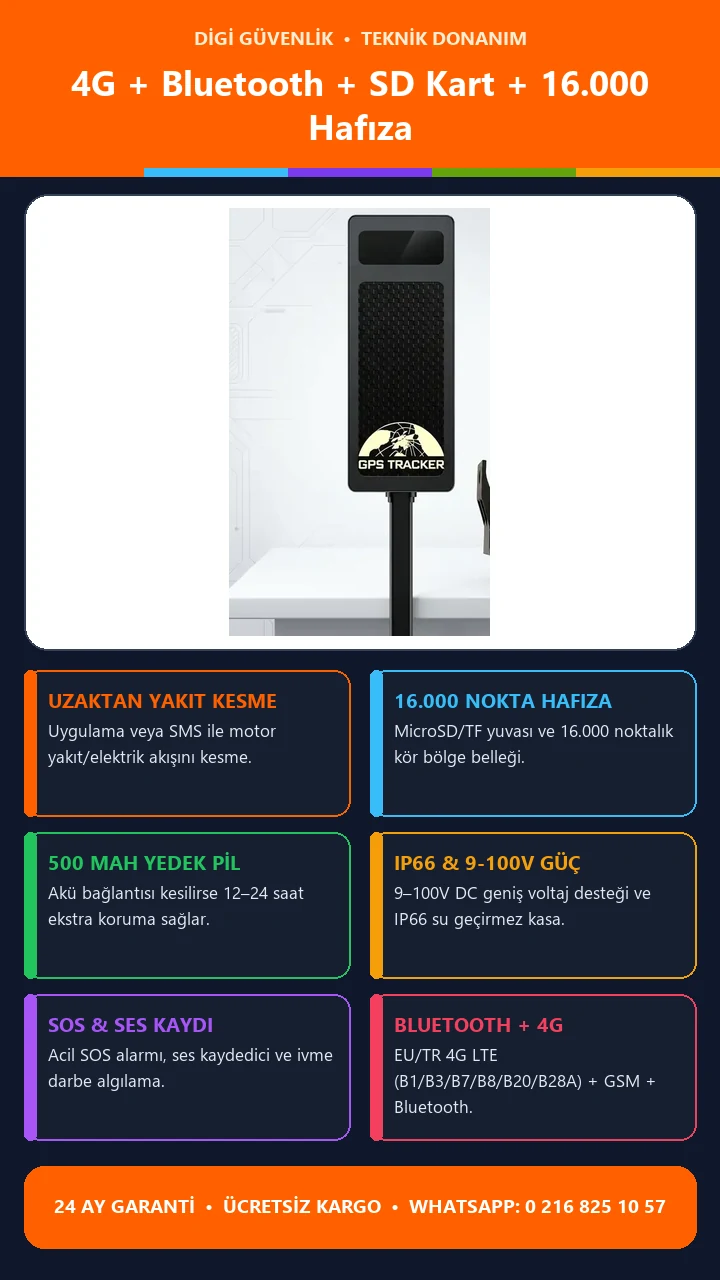 DİGİ GÜVENLİK • TEKNİK DONANIM
4G + Bluetooth + SD Kart + 16.000
Hafıza
GPS TRACKER
UZAKTAN YAKIT KESME
Uygulama veya SMS ile motor
yakıt/elektrik akışını kesme.
16.000 NOKTA HAFIZA
MicroSD/TF yuvası ve 16.000 noktalık
kör bölge belleği.
500 MAH YEDEK PİL
Akü bağlantısı kesilirse 12–24 saat
ekstra koruma sağlar.
IP66 & 9-100V GÜÇ
9–100V DC geniş voltaj desteği ve
IP66 su geçirmez kasa.
SOS & SES KAYDI
Acil SOS alarmı, ses kaydedici ve ivme
darbe algılama.
BLUETOOTH + 4G
EU/TR 4G LTE
(B1/B3/B7/B8/B20/B28A) + GSM +
Bluetooth.
24 AY GARANTİ • ÜCRETSİZ KARGO • WHATSAPP: 0 216 825 10 57